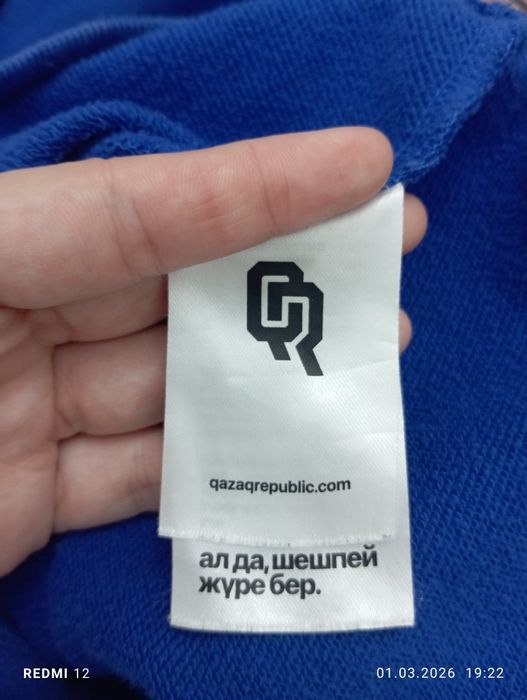 QR
qazaqrepublic.com
ал да, шешпей
жүре бер.
REDMI 12
01.03.2026 19:22